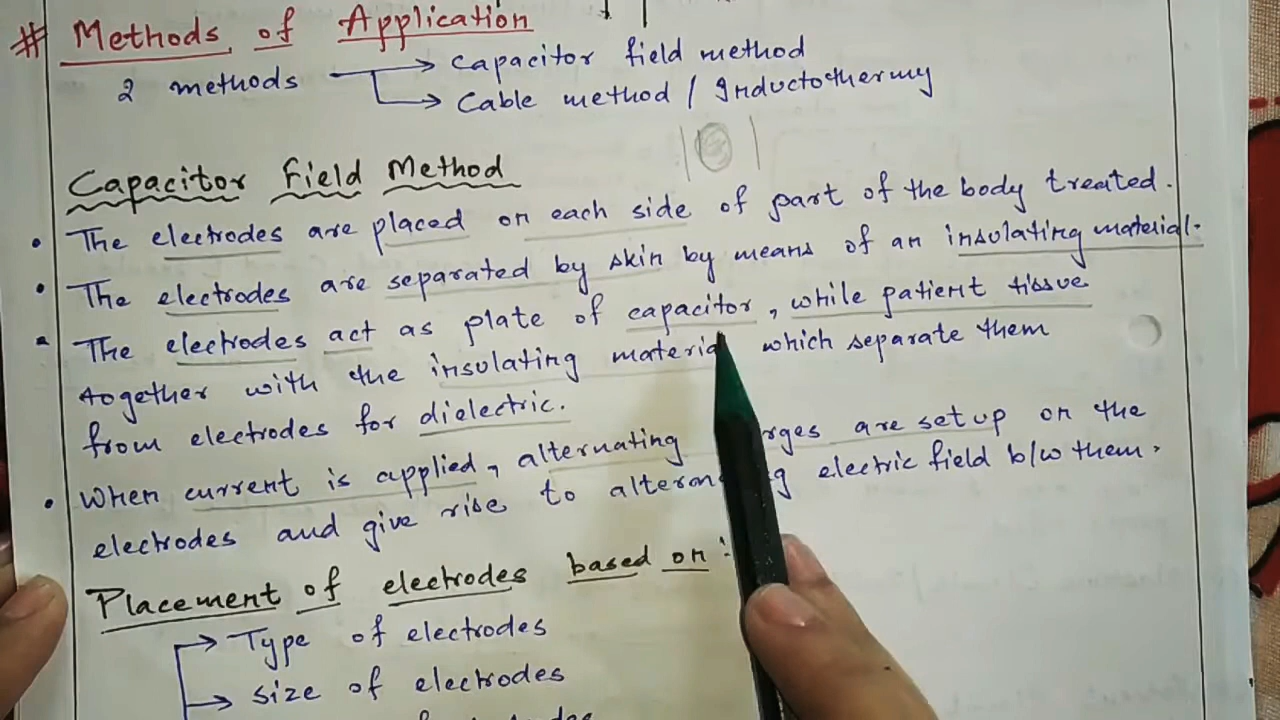 # Methods of Application
2 methods → Capacitor field method
→ Cable method / Inductothermy
Capacitor Field Method
• The electrodes are placed on each side of part of the body treated.
• The electrodes are separated by skin by means of an insulating material.
• The electrodes act as plate of capacitor, while patient tissue
together with the insulating material which separate them
from electrodes for dielectric.
• When current is applied, alternating are set up on the
electrodes and give rise to electric field b/w them.
Placement of electrodes based on :
→ Type of electrodes
→ Size of electrodes